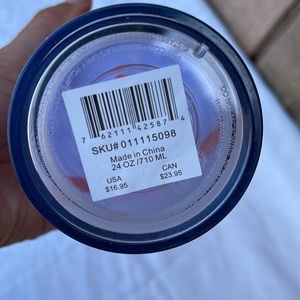 7 62111 42587 4
SKU# 011115098
Made in China
24 OZ /710 ML
USA CAN
$16.95 $23.95